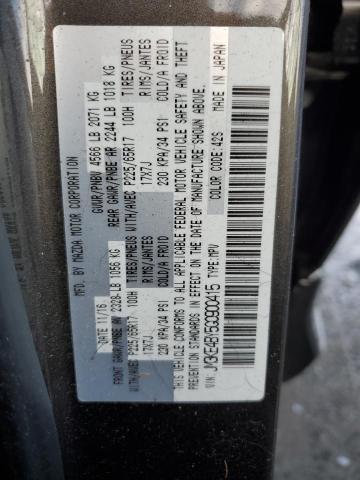 MFD. BY MAZDA MOTOR CORPORATION
DATE: 11/16 GVWR/PNBV 4566 LB 2071 KG
FRONT GAWR/PNBE AV 2328 LB 1056 KG REAR GAWR/PNBE AR 2244 LB 1018 KG
WITH/AVEC P225/65R17 100H TIRES/PNEUS WITH/AVEC P225/65R17 100H TIRES/PNEUS
17X7J RIMS/JANTES 17X7J RIMS/JANTES
230 KPA/34 PSI COLD/A FROID 230 KPA/34 PSI COLD/A FROID
THIS VEHICLE CONFORMS TO ALL APPLICABLE FEDERAL MOTOR VEHICLE SAFETY AND THEFT
PREVENTION STANDARDS IN EFFECT ON THE DATE OF MANUFACTURE SHOWN ABOVE.
COLOR CODE: 42S MADE IN JAPAN
VIN: TYPE: MPV